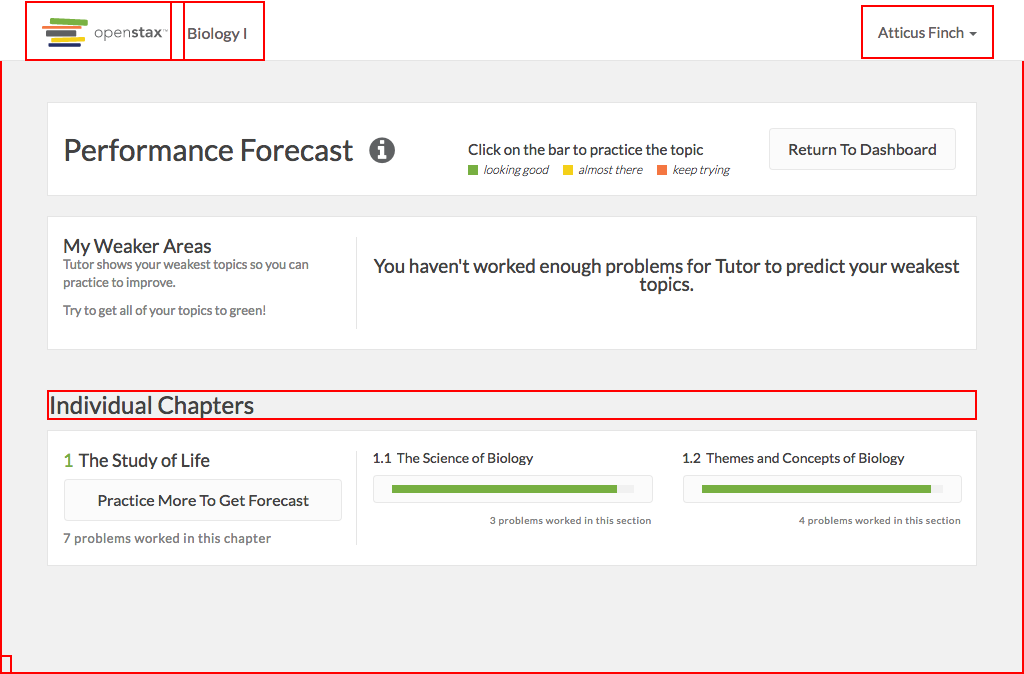 openstax™
Biology I
Atticus Finch
Performance Forecast
Click on the bar to practice the topic
looking good almost there keep trying
Return To Dashboard
My Weaker Areas
Tutor shows your weakest topics so you can
practice to improve.
Try to get all of your topics to green!
You haven't worked enough problems for Tutor to predict your weakest
topics.
Individual Chapters
1 The Study of Life
Practice More To Get Forecast
7 problems worked in this chapter
1.1 The Science of Biology
3 problems worked in this section
1.2 Themes and Concepts of Biology
4 problems worked in this section